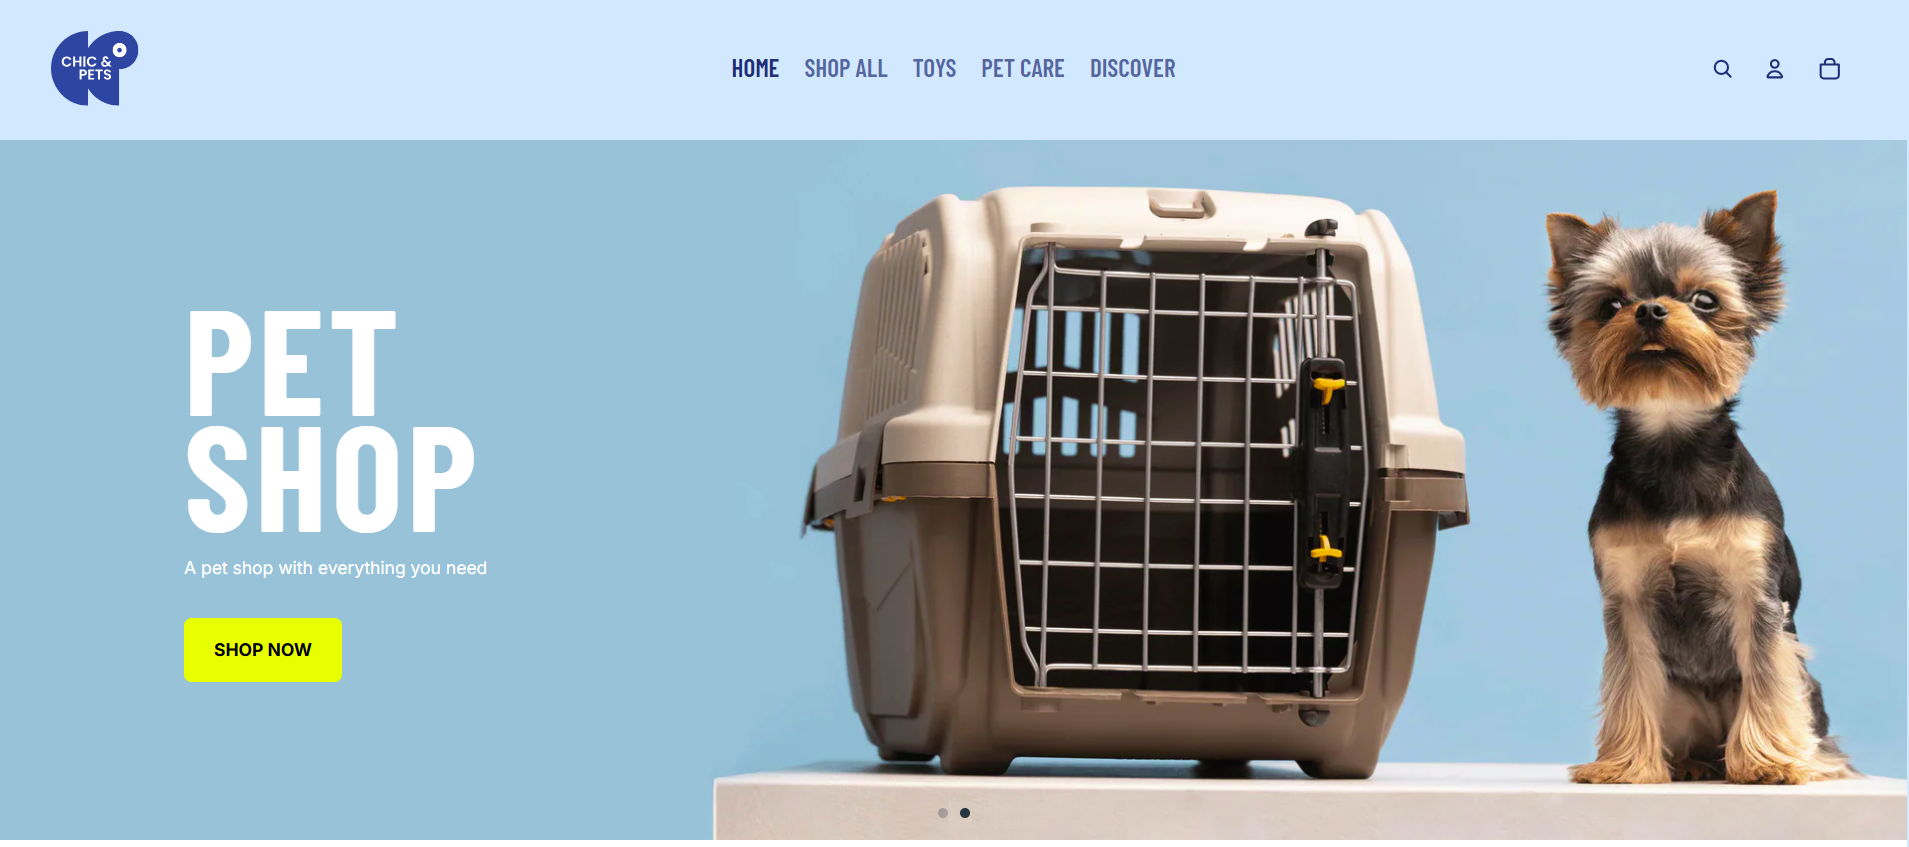 CHIC &
PETS
HOME SHOP ALL TOYS PET CARE DISCOVER
PET
SHOP
A pet shop with everything you need
SHOP NOW